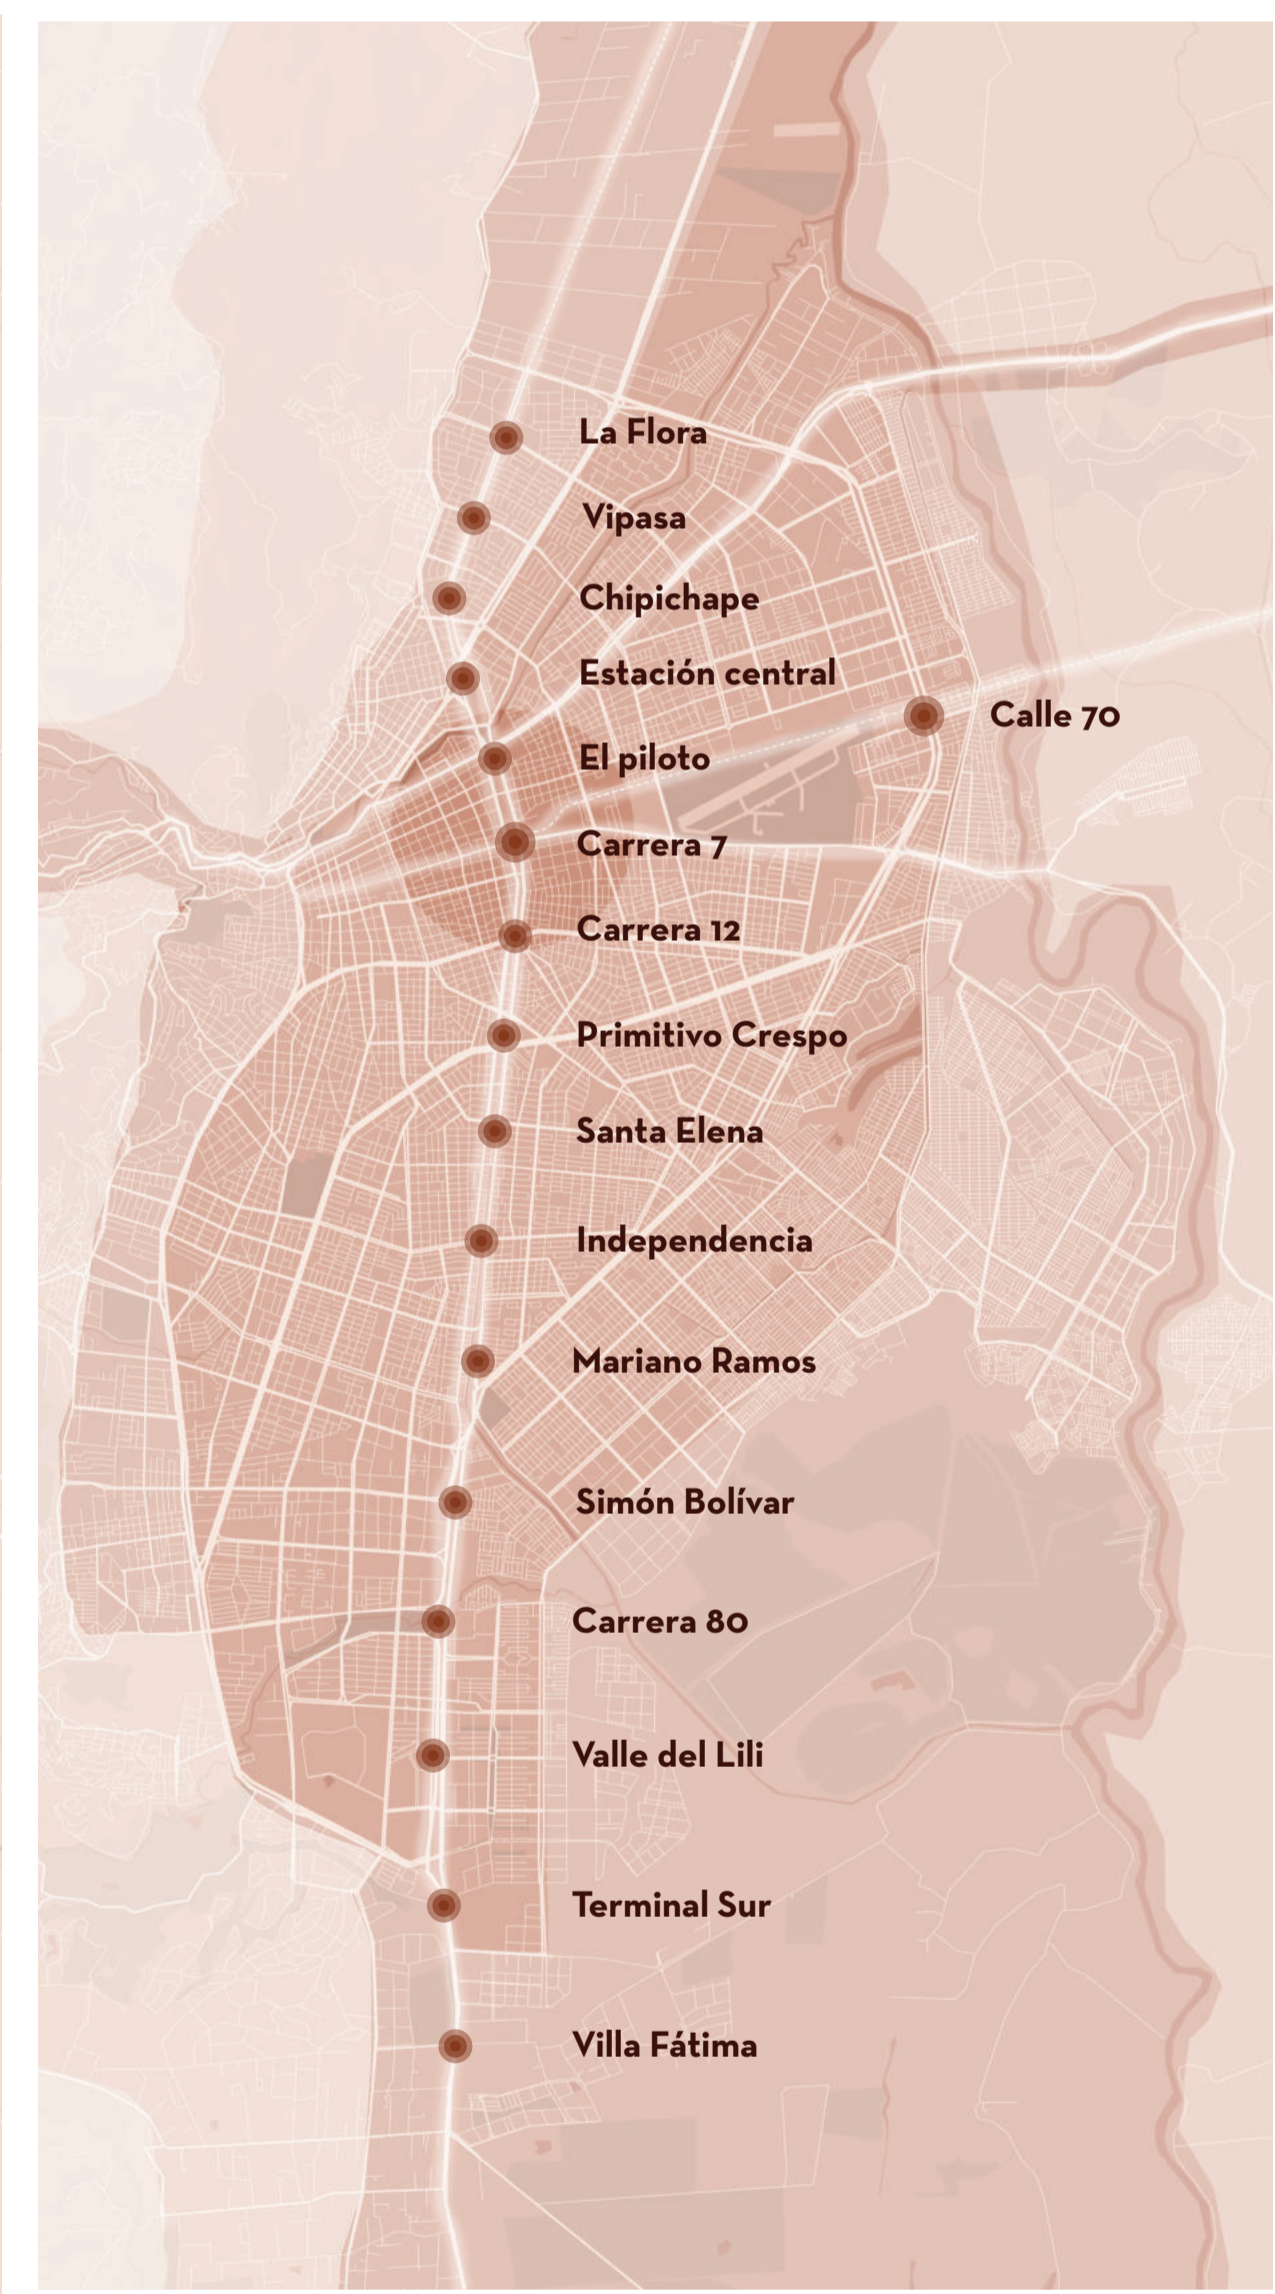 La Flora
Vipasa
Chipichape
Estación central
Calle 70
El piloto
Carrera 7
Carrera 12
Primitivo Crespo
Santa Elena
Independencia
Mariano Ramos
Simón Bolívar
Carrera 80
Valle del Lili
Terminal Sur
Villa Fátima